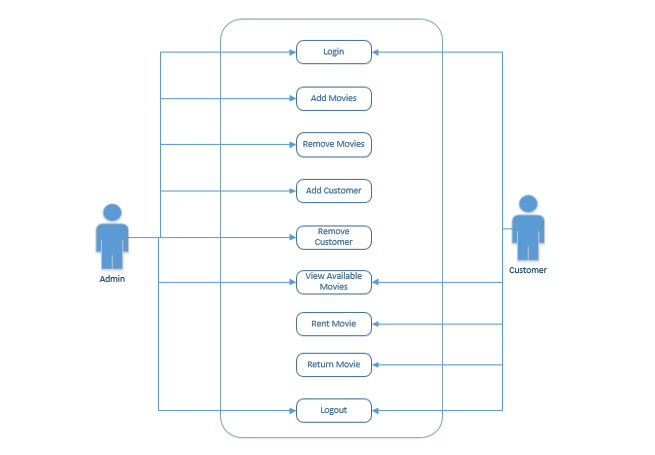 Login
Add Movies
Remove Movies
Add Customer
Remove
Customer
Admin
Customer
View Available
Movies
Rent Movie
Return Movie
Logout